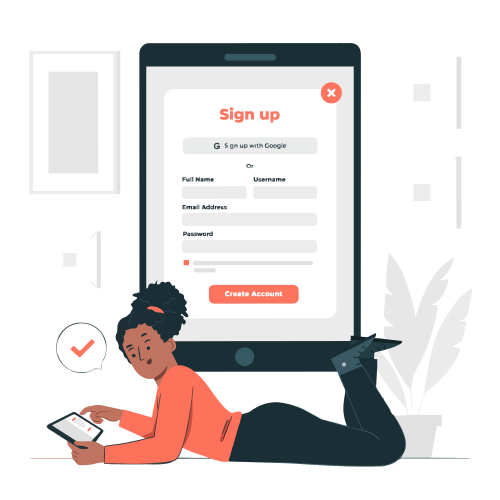 Sign up
G Sign up with Google
Or
Full Name Username
Email Address
Password
Create Account